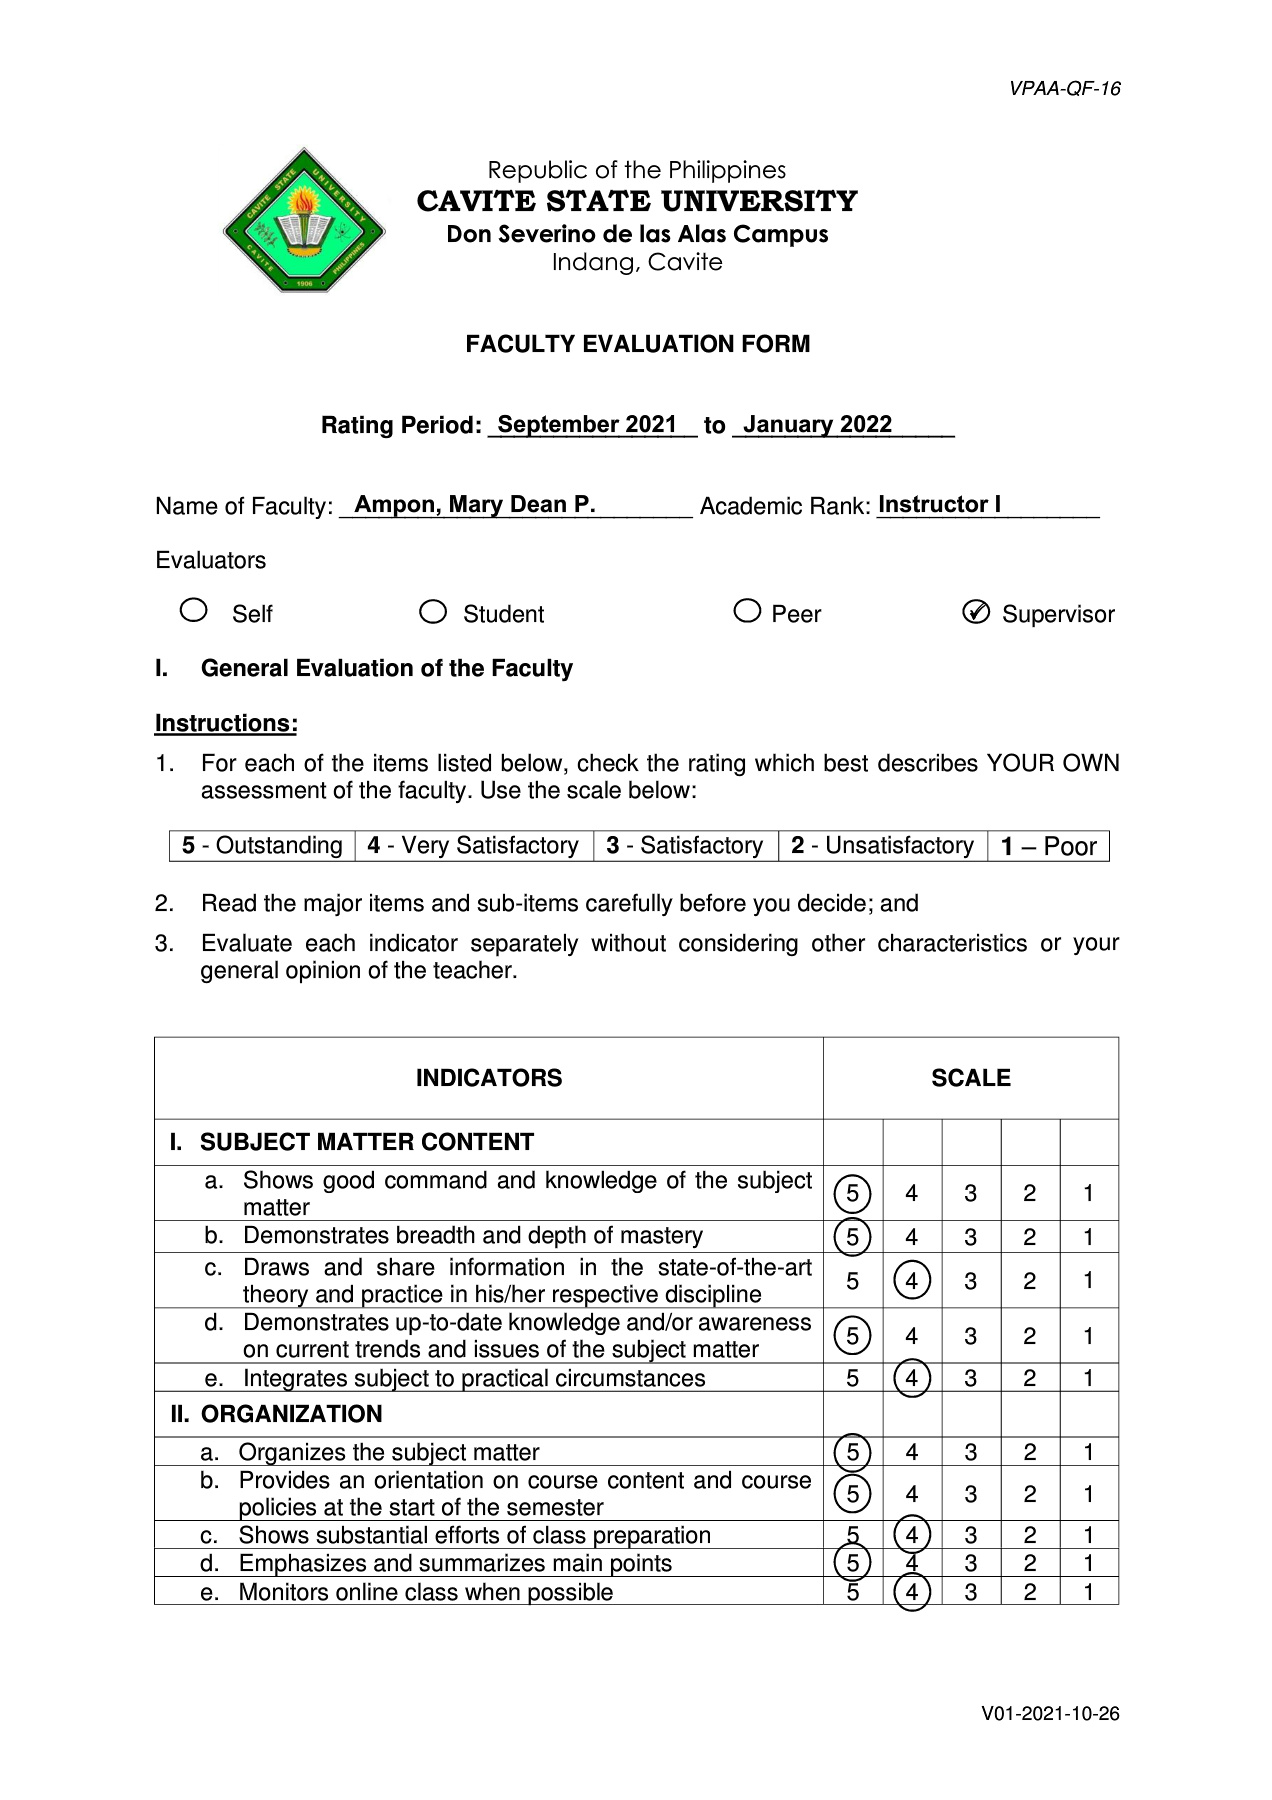 VPAA-QF-16
CAVITE STATE UNIVERSITY
CAVITE
PHILIPPINES
1906
Republic of the Philippines
CAVITE STATE UNIVERSITY
Don Severino de las Alas Campus
Indang, Cavite
FACULTY EVALUATION FORM
Rating Period: September 2021 to January 2022
Name of Faculty: Ampon, Mary Dean P. Academic Rank: Instructor I
Evaluators
Self Student Peer Supervisor
I. General Evaluation of the Faculty
Instructions:
1. For each of the items listed below, check the rating which best describes YOUR OWN
assessment of the faculty. Use the scale below:
5 - Outstanding 4 - Very Satisfactory 3 - Satisfactory 2 - Unsatisfactory 1 – Poor
2. Read the major items and sub-items carefully before you decide; and
3. Evaluate each indicator separately without considering other characteristics or your
general opinion of the teacher.
INDICATORS SCALE
I. SUBJECT MATTER CONTENT
a. Shows good command and knowledge of the subject
matter 5 4 3 2 1
b. Demonstrates breadth and depth of mastery 5 4 3 2 1
c. Draws and share information in the state-of-the-art
theory and practice in his/her respective discipline 5 4 3 2 1
d. Demonstrates up-to-date knowledge and/or awareness
on current trends and issues of the subject matter 5 4 3 2 1
e. Integrates subject to practical circumstances 5 4 3 2 1
II. ORGANIZATION
a. Organizes the subject matter 5 4 3 2 1
b. Provides an orientation on course content and course
policies at the start of the semester 5 4 3 2 1
c. Shows substantial efforts of class preparation 5 4 3 2 1
d. Emphasizes and summarizes main points 5 4 3 2 1
e. Monitors online class when possible 5 4 3 2 1
V01-2021-10-26